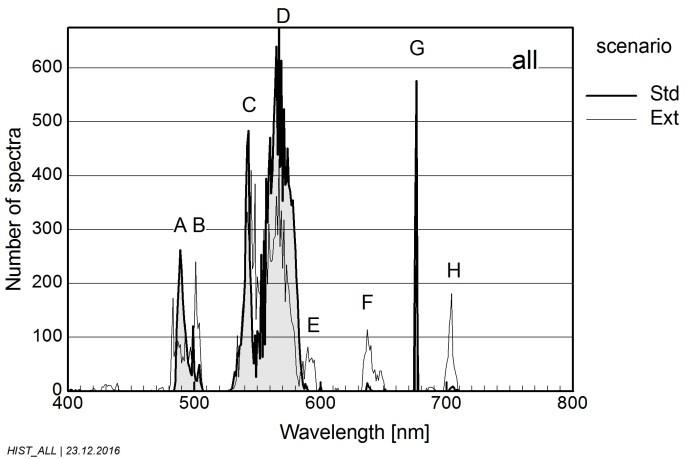 D
G
all
scenario
C
Std
Ext
A B
H
F
E
Number of spectra
600
500
400
300
200
100
0
400 500 600 700 800
Wavelength [nm]
HIST_ALL | 23.12.2016